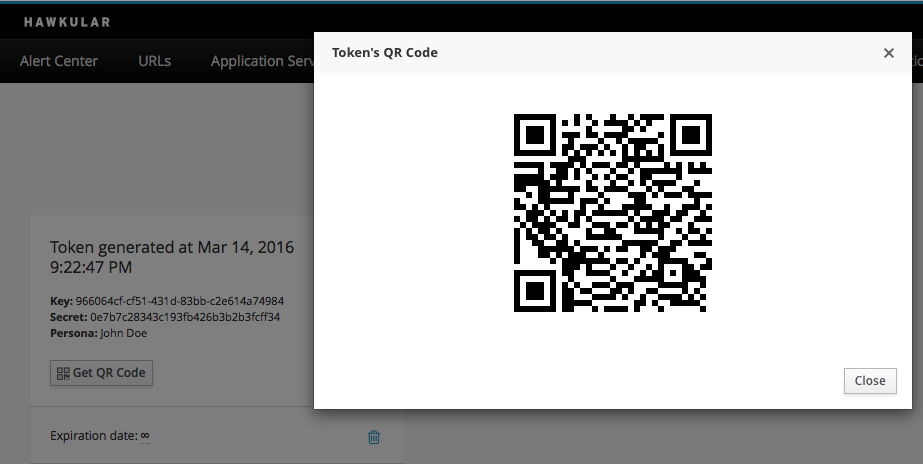 HAWKULAR
Alert Center URLs Application Serv
Token's QR Code
Token generated at Mar 14, 2016
9:22:47 PM
Key: 966064cf-cf51-431d-83bb-c2e614a74984
Secret: 0e7b7c28343c193fb426b3b2b3fcff34
Persona: John Doe
Get QR Code
Close
Expiration date: ∞